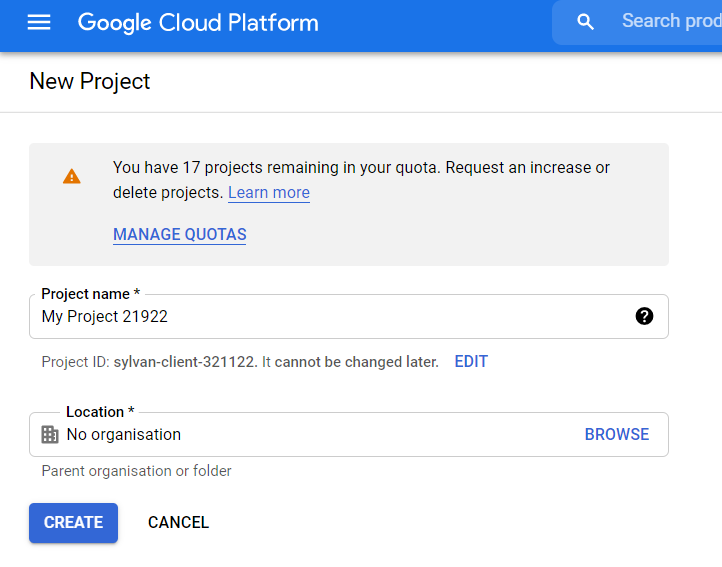 Google Cloud Platform
Search prod
New Project
You have 17 projects remaining in your quota. Request an increase or
delete projects. Learn more
MANAGE QUOTAS
Project name *
My Project 21922
Project ID: sylvan-client-321122. It cannot be changed later. EDIT
Location *
No organisation BROWSE
Parent organisation or folder
CREATE CANCEL